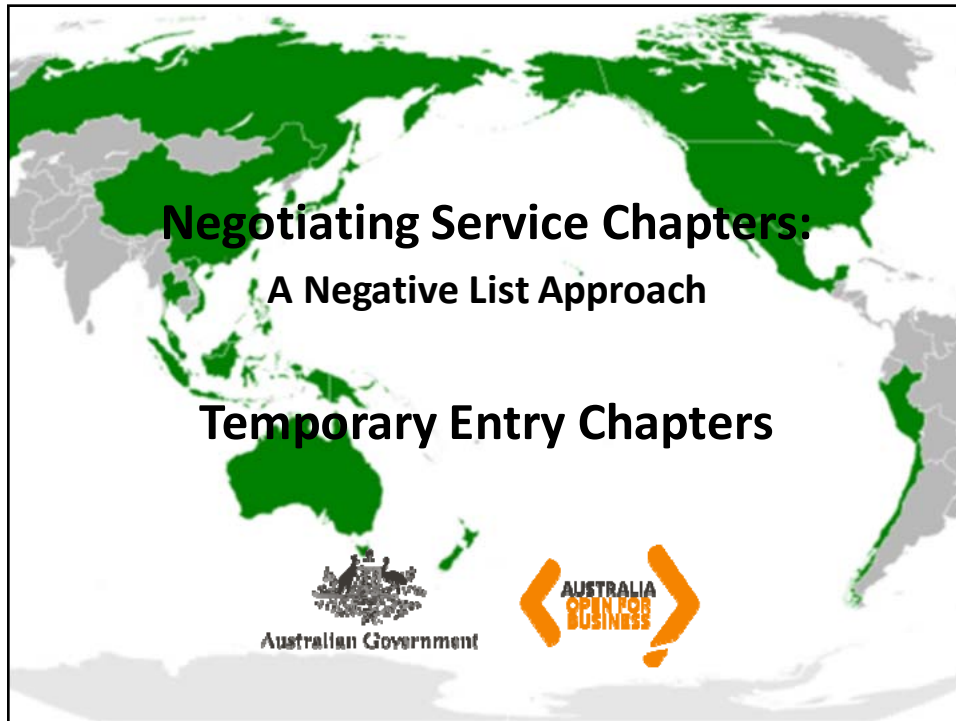 Negotiating Service Chapters:
A Negative List Approach
Temporary Entry Chapters
AUSTRALIA
OPEN FOR
BUSINESS
Australian Government